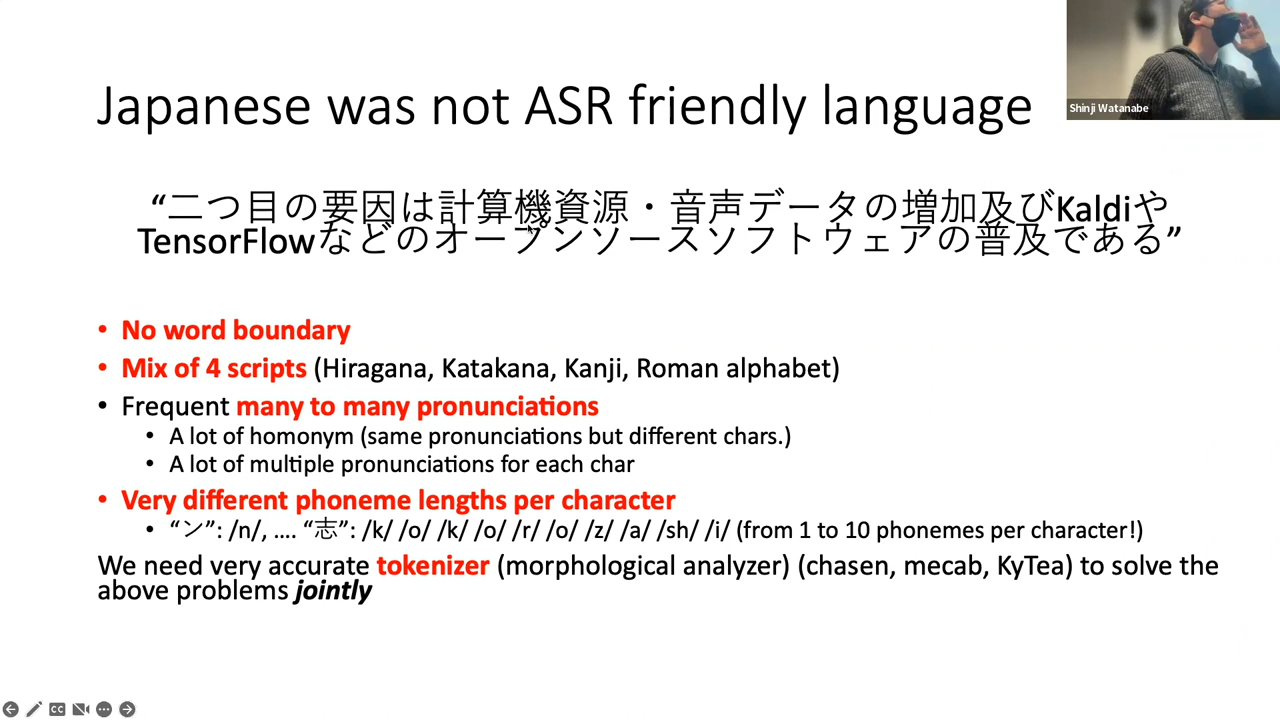 Japanese was not ASR friendly language
Shinji Watanabe
“二つ目の要因は計算機資源・音声データの増加及びKaldiや
TensorFlowなどのオープンソースソフトウェアの普及である”
• No word boundary
• Mix of 4 scripts (Hiragana, Katakana, Kanji, Roman alphabet)
• Frequent many to many pronunciations
• A lot of homonym (same pronunciations but different chars.)
• A lot of multiple pronunciations for each char
• Very different phoneme lengths per character
• “ン”: /n/, .... “志”: /k/ /o/ /k/ /o/ /r/ /o/ /z/ /a/ /sh/ /i/ (from 1 to 10 phonemes per character!)
We need very accurate tokenizer (morphological analyzer) (chasen, mecab, KyTea) to solve the
above problems jointly
CC